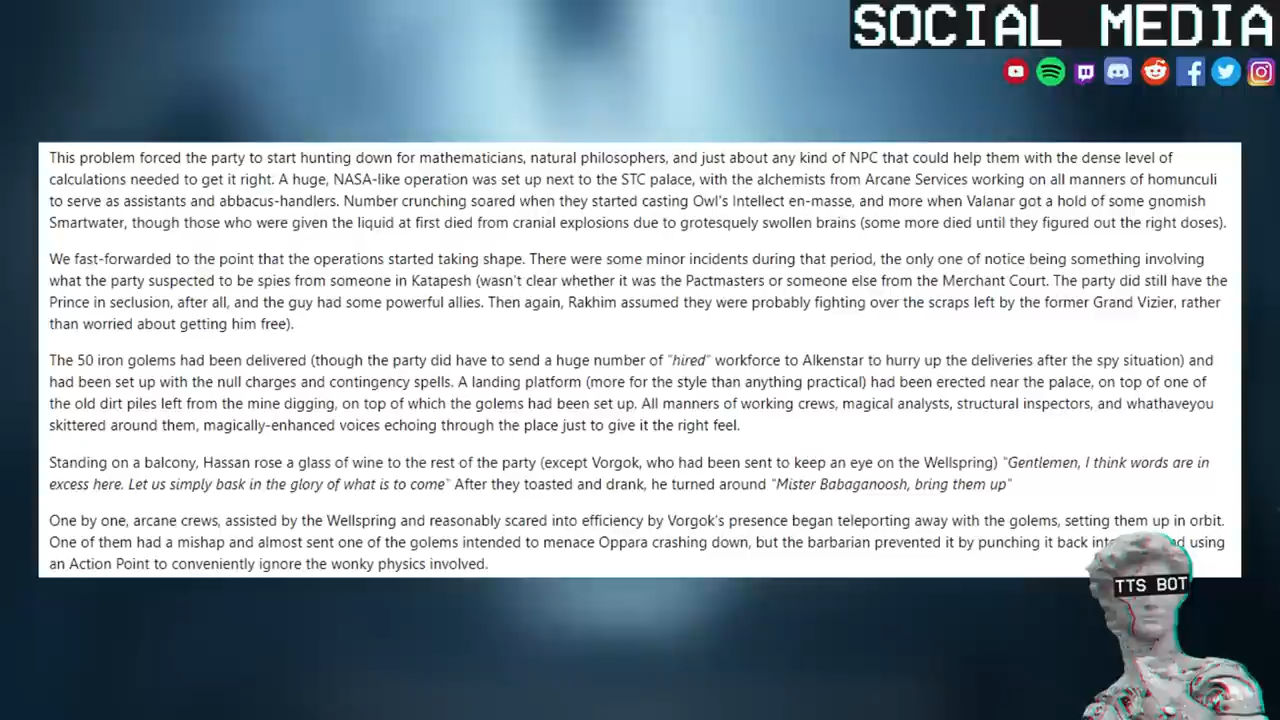 SOCIAL MEDIA
This problem forced the party to start hunting down for mathematicians, natural philosophers, and just about any kind of NPC that could help them with the dense level of
calculations needed to get it right. A huge, NASA-like operation was set up next to the STC palace, with the alchemists from Arcane Services working on all manners of homunculi
to serve as assistants and abbacus-handlers. Number crunching soared when they started casting Owl's Intellect en-masse, and more when Valanar got a hold of some gnomish
Smartwater, though those who were given the liquid at first died from cranial explosions due to grotesquely swollen brains (some more died until they figured out the right doses).
We fast-forwarded to the point that the operations started taking shape. There were some minor incidents during that period, the only one of notice being something involving
what the party suspected to be spies from someone in Katapesh (wasn't clear whether it was the Pactmasters or someone else from the Merchant Court. The party did still have the
Prince in seclusion, after all, and the guy had some powerful allies. Then again, Rakhim assumed they were probably fighting over the scraps left by the former Grand Vizier, rather
than worried about getting him free).
The 50 iron golems had been delivered (though the party did have to send a huge number of "hired" workforce to Alkenstar to hurry up the deliveries after the spy situation) and
had been set up with the null charges and contingency spells. A landing platform (more for the style than anything practical) had been erected near the palace, on top of one of
the old dirt piles left from the mine digging, on top of which the golems had been set up. All manners of working crews, magical analysts, structural inspectors, and whathaveyou
skittered around them, magically-enhanced voices echoing through the place just to give it the right feel.
Standing on a balcony, Hassan rose a glass of wine to the rest of the party (except Vorgok, who had been sent to keep an eye on the Wellspring) "Gentlemen, I think words are in
excess here. Let us simply bask in the glory of what is to come" After they toasted and drank, he turned around "Mister Babaganoosh, bring them up"
One by one, arcane crews, assisted by the Wellspring and reasonably scared into efficiency by Vorgok's presence began teleporting away with the golems, setting them up in orbit.
One of them had a mishap and almost sent one of the golems intended to menace Oppara crashing down, but the barbarian prevented it by punching it back using
an Action Point to conveniently ignore the wonky physics involved.
TTS BOT